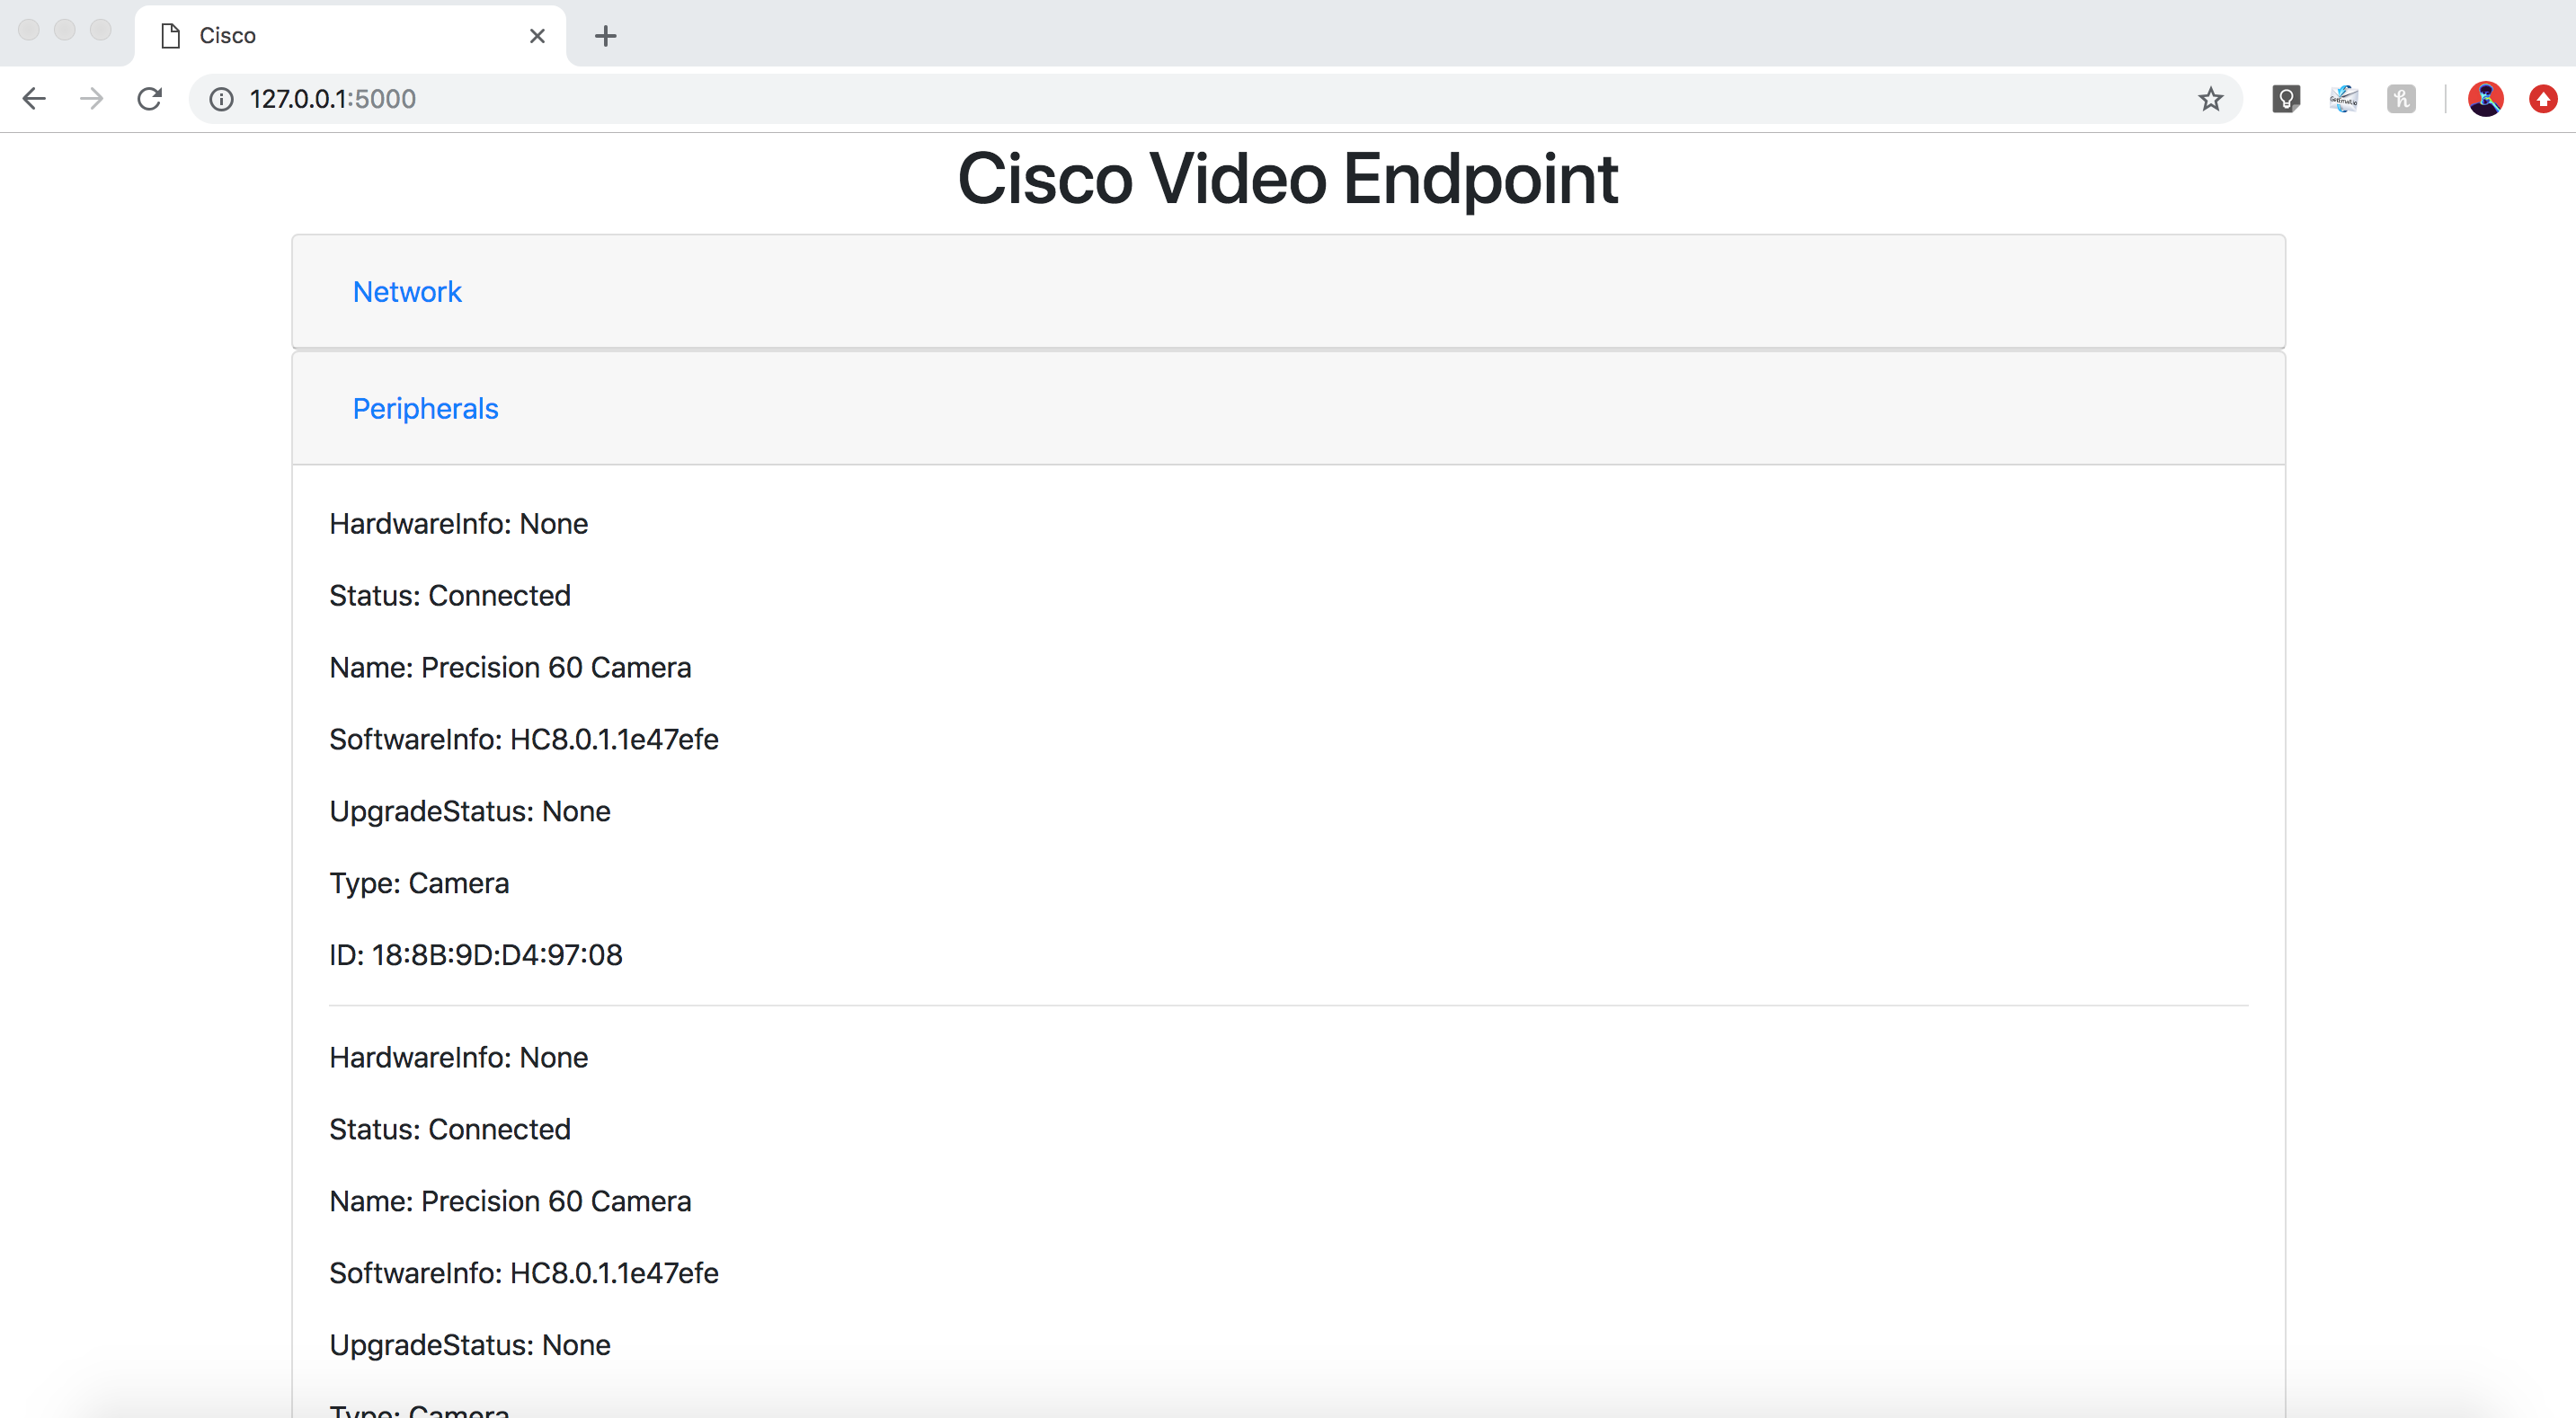 Cisco
127.0.0.1:5000
Cisco Video Endpoint
Network
Peripherals
HardwareInfo: None
Status: Connected
Name: Precision 60 Camera
SoftwareInfo: HC8.0.1.1e47efe
UpgradeStatus: None
Type: Camera
ID: 18:8B:9D:D4:97:08
HardwareInfo: None
Status: Connected
Name: Precision 60 Camera
SoftwareInfo: HC8.0.1.1e47efe
UpgradeStatus: None
Type: Camera